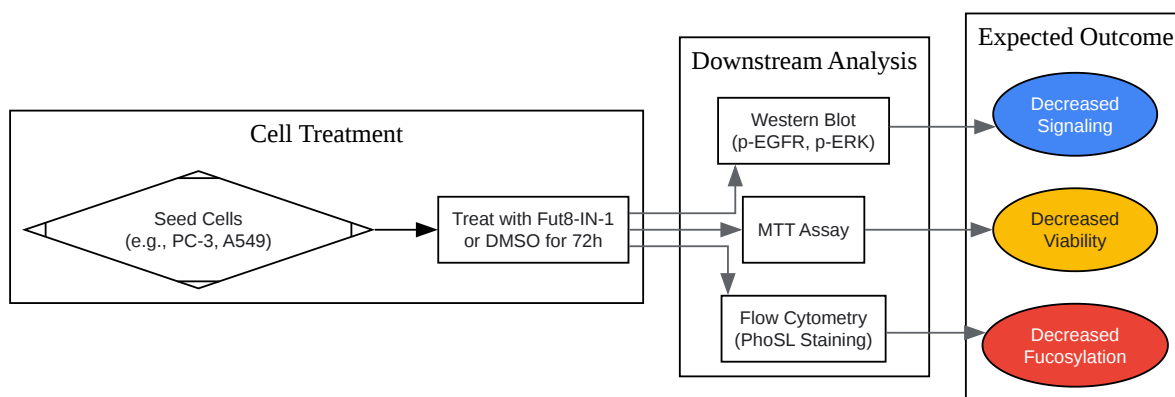 Cell Treatment
Seed Cells
(e.g., PC-3, A549)
Treat with Fut8-IN-1
or DMSO for 72h
Downstream Analysis
Western Blot
(p-EGFR, p-ERK)
MTT Assay
Flow Cytometry
(PhoSL Staining)
Expected Outcome
Decreased
Signaling
Decreased
Viability
Decreased
Fucosylation